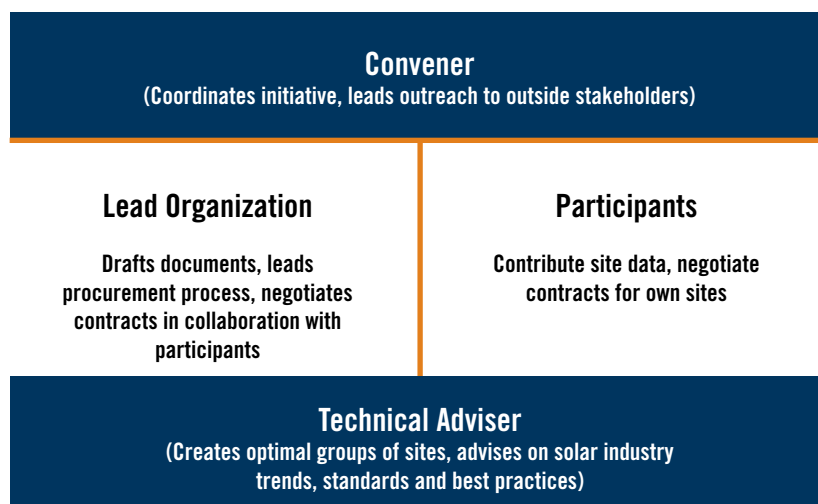 Convener
(Coordinates initiative, leads outreach to outside stakeholders)
Lead Organization
Drafts documents, leads
procurement process, negotiates
contracts in collaboration with
participants
Participants
Contribute site data, negotiate
contracts for own sites
Technical Adviser
(Creates optimal groups of sites, advises on solar industry
trends, standards and best practices)